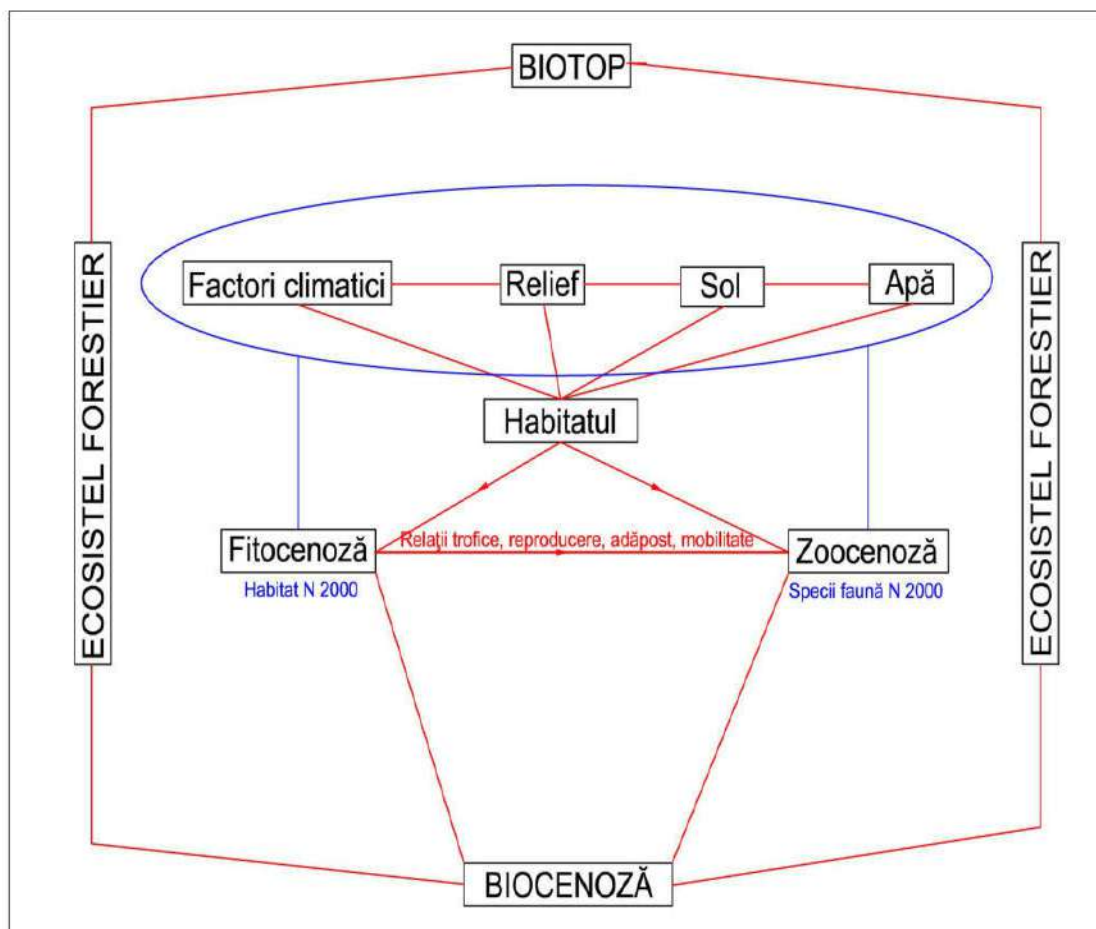 BIOTOP
Factori climatici
Relief
Sol
Apă
ECOSISTEL FORESTIER
ECOSISTEL FORESTIER
Habitatul
Fitocenoză
Relații trofice, reproducere, adăpost, mobilitate
Zoocenoză
Habitat N 2000
Specii faună N 2000
BIOCENOZĂ